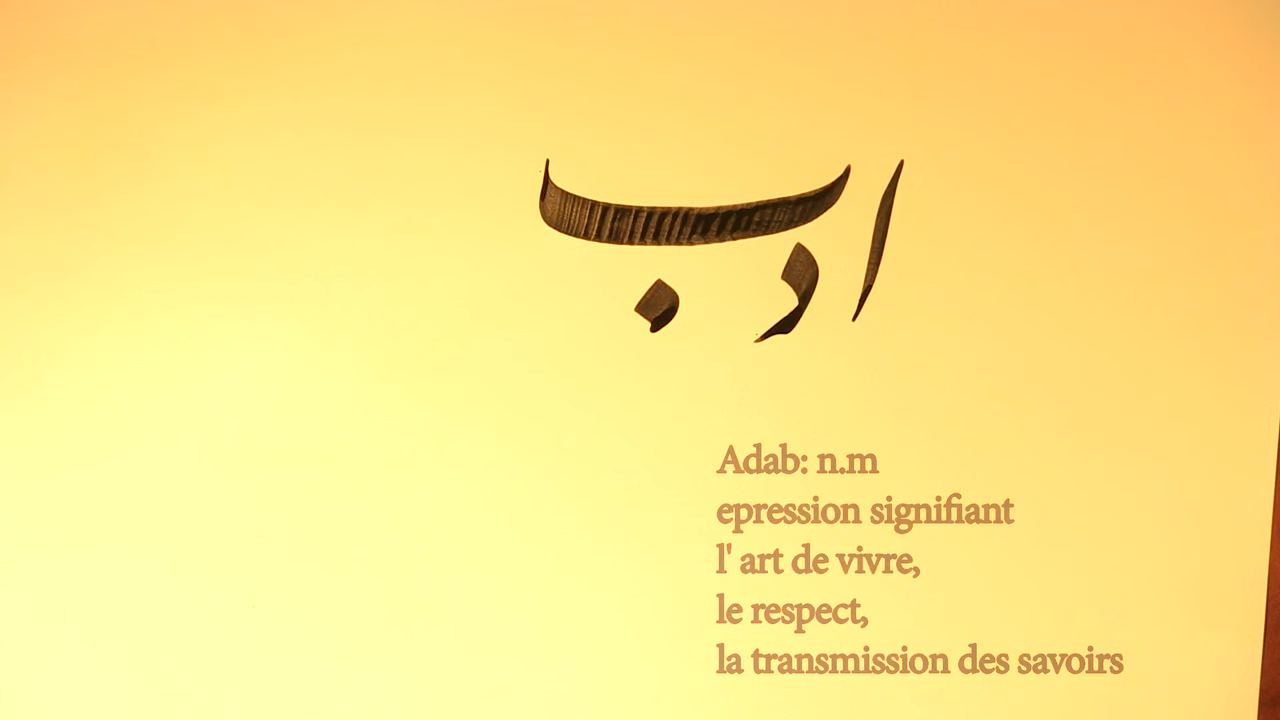 ادب
Adab: n.m
epression signifiant
l' art de vivre,
le respect,
la transmission des savoirs